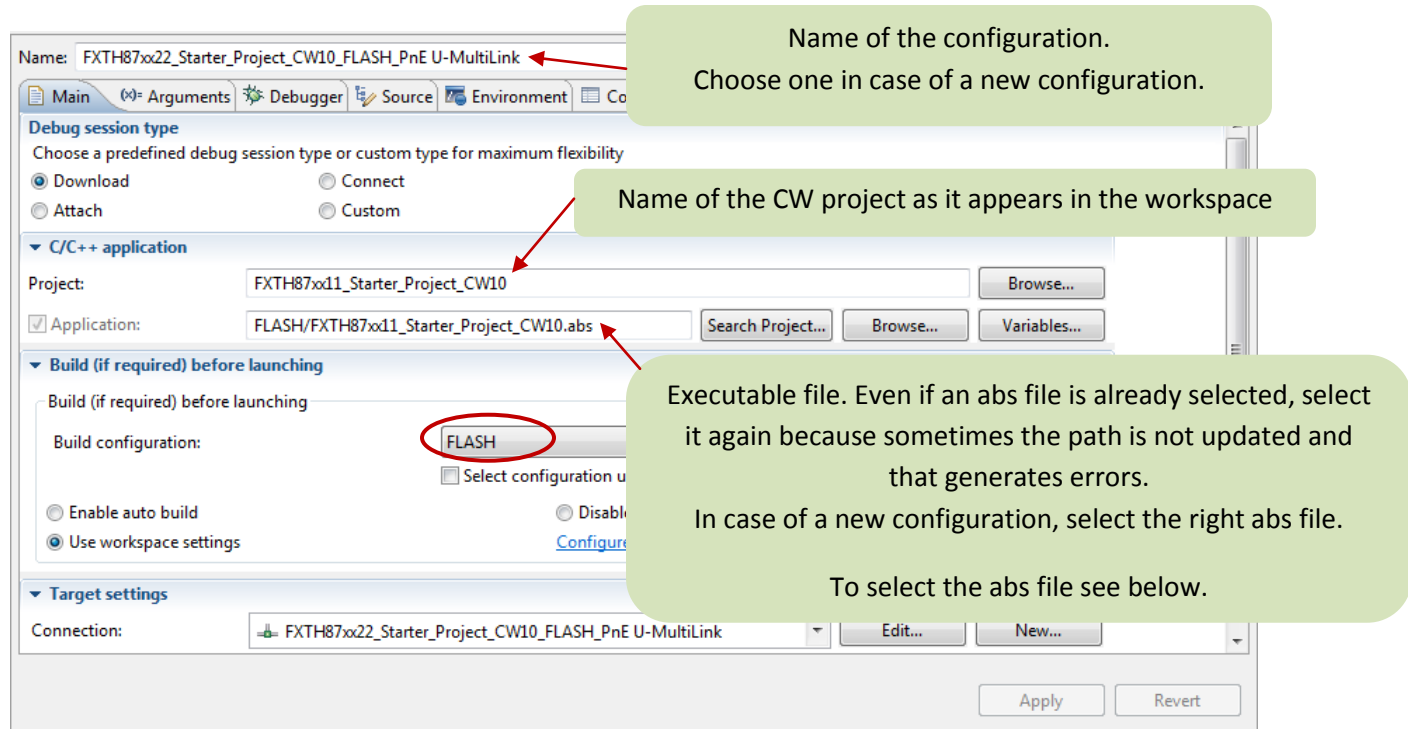 Name of the configuration.
Choose one in case of a new configuration.
Name: FXTH87xx22_Starter_Project_CW10_FLASH_PnE U-MultiLink
Main (x)= Arguments Debugger Source Environment Co
Debug session type
Choose a predefined debug session type or custom type for maximum flexibility
Download Connect
Attach Custom
Name of the CW project as it appears in the workspace
C/C++ application
Project: FXTH87xx11_Starter_Project_CW10 Browse...
Application: FLASH/FXTH87xx11_Starter_Project_CW10.abs Search Project... Browse... Variables...
Build (if required) before launching
Build (if required) before launching
Build configuration: FLASH
Select configuration u
Enable auto build Disable
Use workspace settings Configure
Executable file. Even if an abs file is already selected, select
it again because sometimes the path is not updated and
that generates errors.
In case of a new configuration, select the right abs file.
To select the abs file see below.
Target settings
Connection: FXTH87xx22_Starter_Project_CW10_FLASH_PnE U-MultiLink Edit... New...
Apply Revert